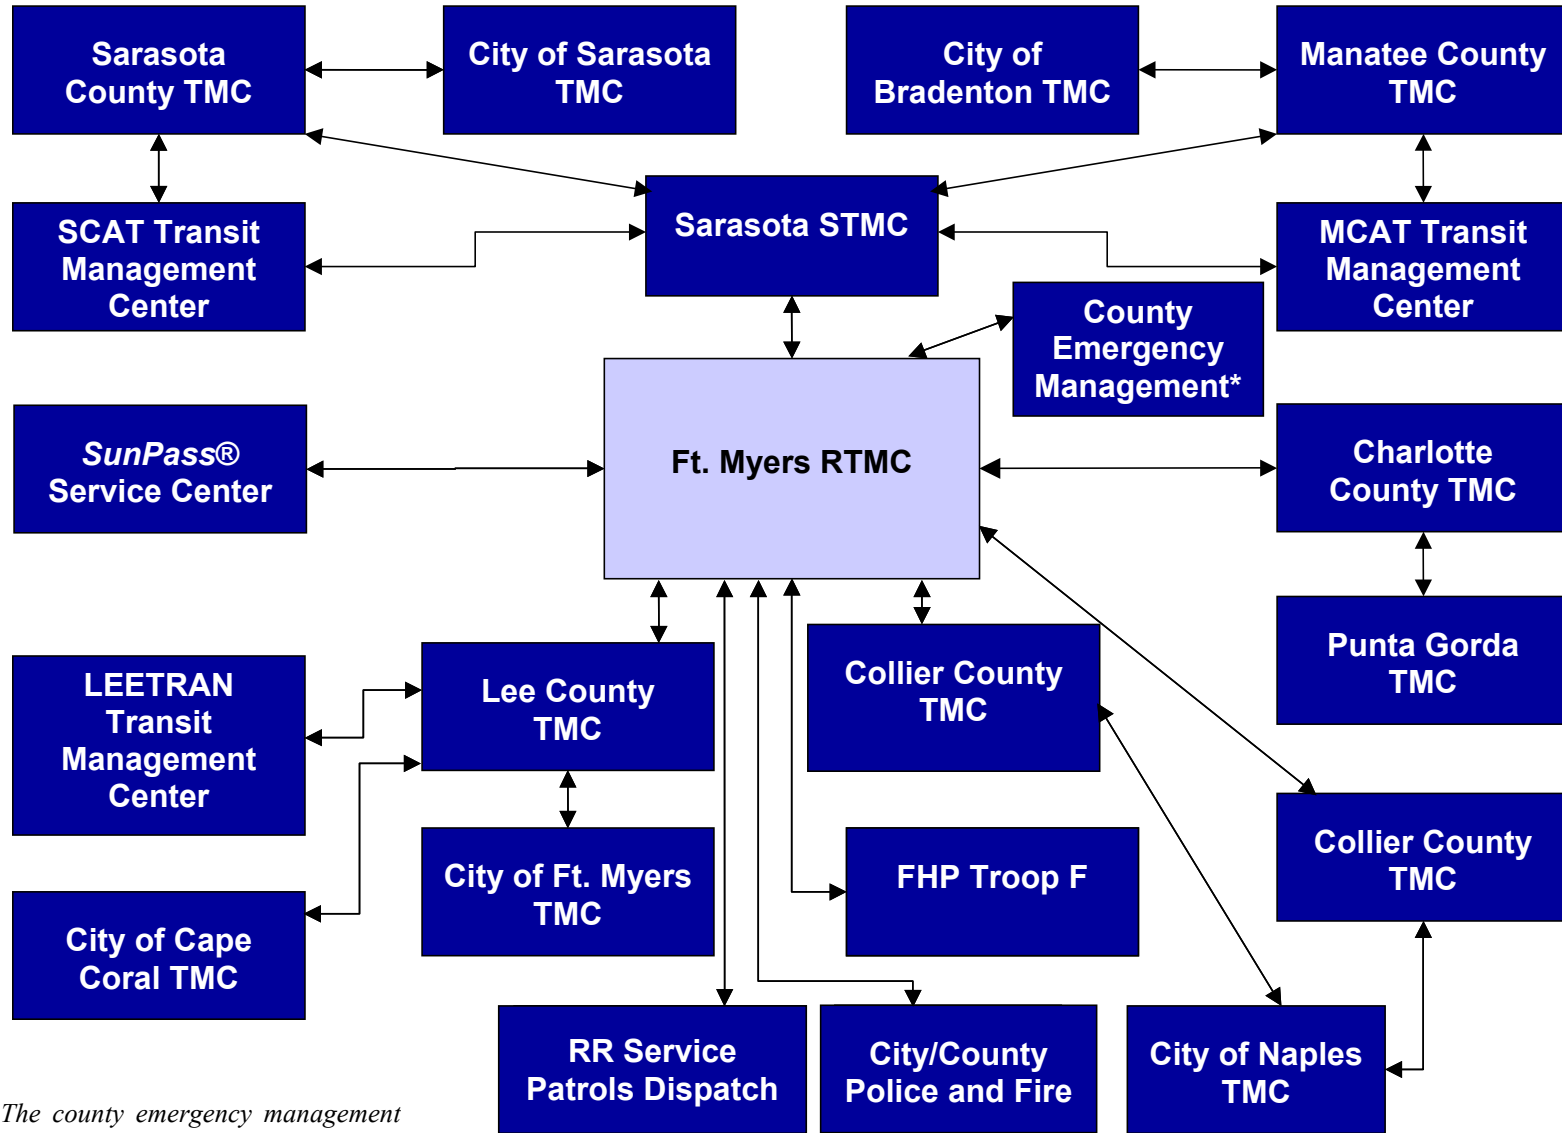 Sarasota
County TMC
City of Sarasota
TMC
City of
Bradenton TMC
Manatee County
TMC
SCAT Transit
Management
Center
Sarasota STMC
MCAT Transit
Management
Center
County
Emergency
Management*
SunPass®
Service Center
Ft. Myers RTMC
Charlotte
County TMC
Punta Gorda
TMC
LEETRAN
Transit
Management
Center
Lee County
TMC
Collier County
TMC
Collier County
TMC
City of Ft. Myers
TMC
FHP Troop F
City of Cape
Coral TMC
RR Service
Patrols Dispatch
City/County
Police and Fire
City of Naples
TMC
The county emergency management